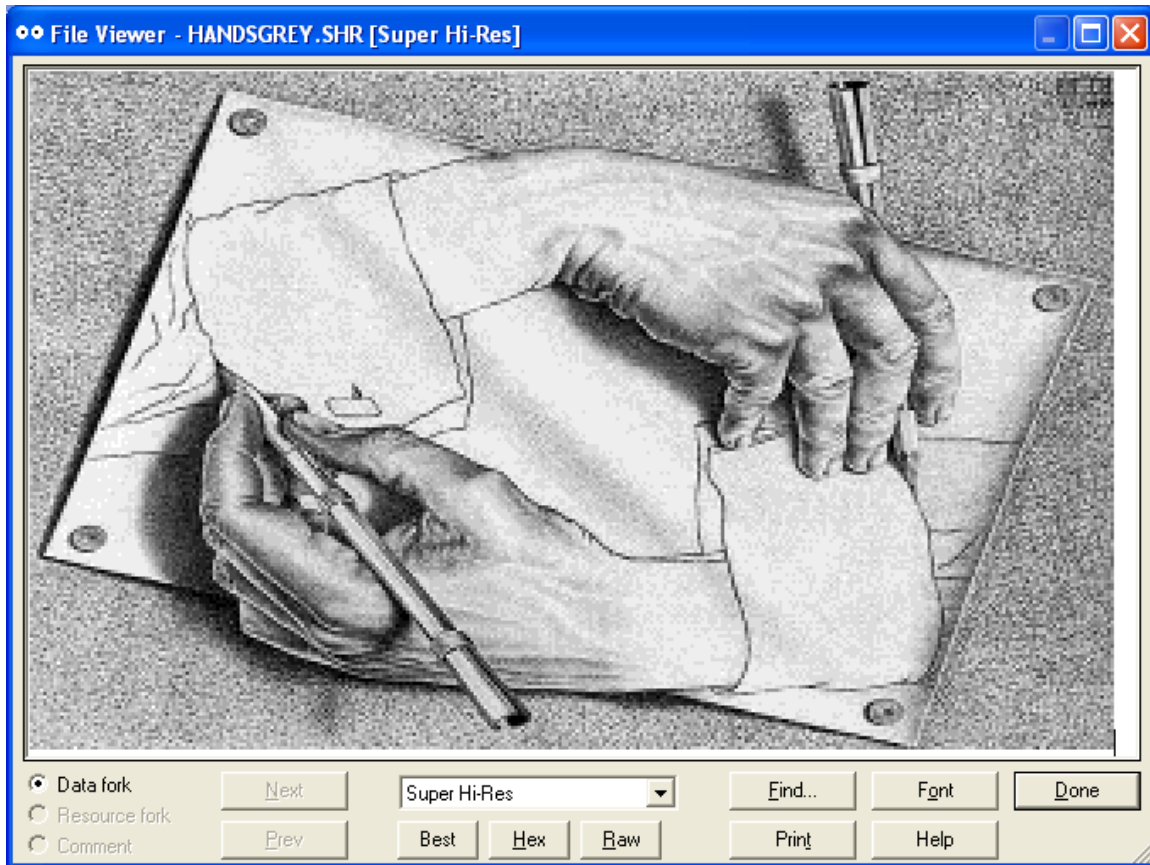 File Viewer - HANDSGREY.SHR [Super Hi-Res]
Data fork
Resource fork
Comment
Next
Prev
Super Hi-Res
Best Hex Raw
Find... Font Done
Print Help